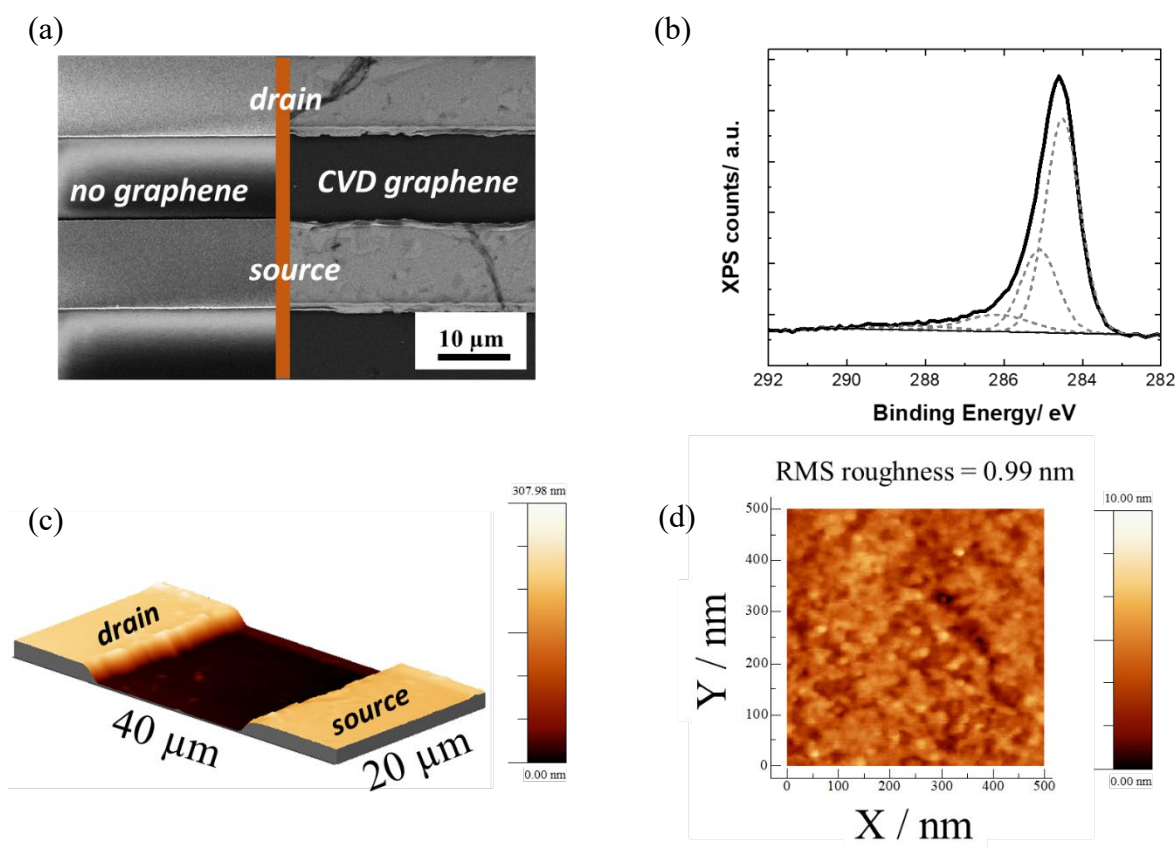 (a)
drain
no graphene
CVD graphene
source
10 µm
(b)
XPS counts/ a.u.
292 290 288 286 284 282
Binding Energy/ eV
(c)
307.98 nm
0.00 nm
drain
source
40 µm
20 µm
(d)
RMS roughness = 0.99 nm
10.00 nm
0.00 nm
Y / nm
500
400
300
200
100
0
0 100 200 300 400 500
X / nm